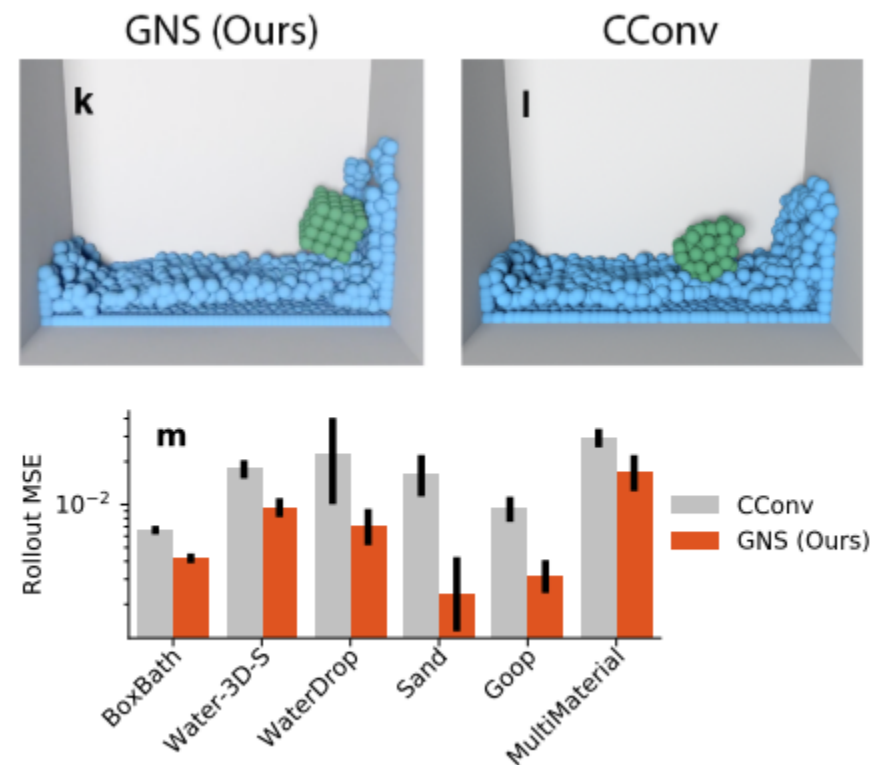 GNS (Ours)
CConv
k
l
m
Rollout MSE
10⁻²
CConv
GNS (Ours)
BoxBath
Water-3D-S
WaterDrop
Sand
Goop
MultiMaterial